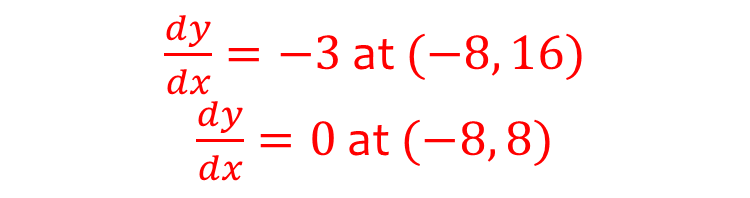 dy/dx = −3 at (−8, 16)
dy/dx = 0 at (−8, 8)